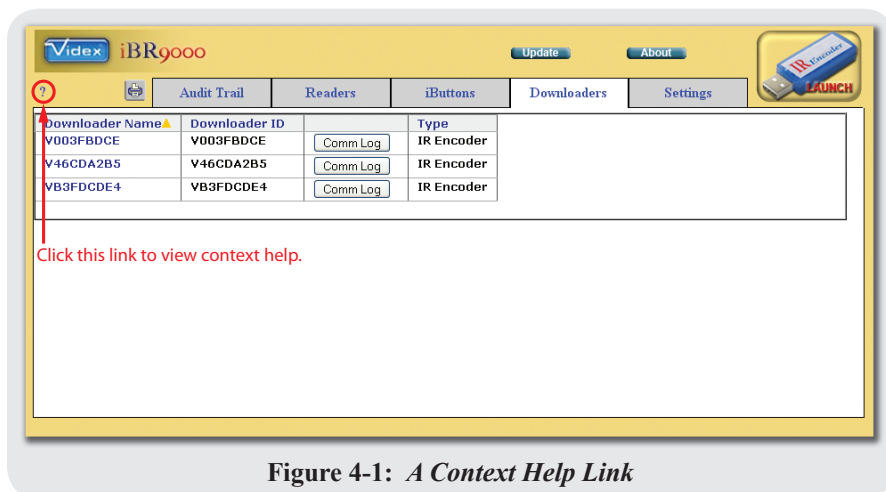 Videx iBR9000
Update About
IR Encoder
LAUNCH
? Audit Trail Readers iButtons Downloaders Settings
Downloader Name Downloader ID Type
V003FBDCE V003FBDCE Comm Log IR Encoder
V46CDA2B5 V46CDA2B5 Comm Log IR Encoder
VB3FDCDE4 VB3FDCDE4 Comm Log IR Encoder
Click this link to view context help.
Figure 4-1: A Context Help Link